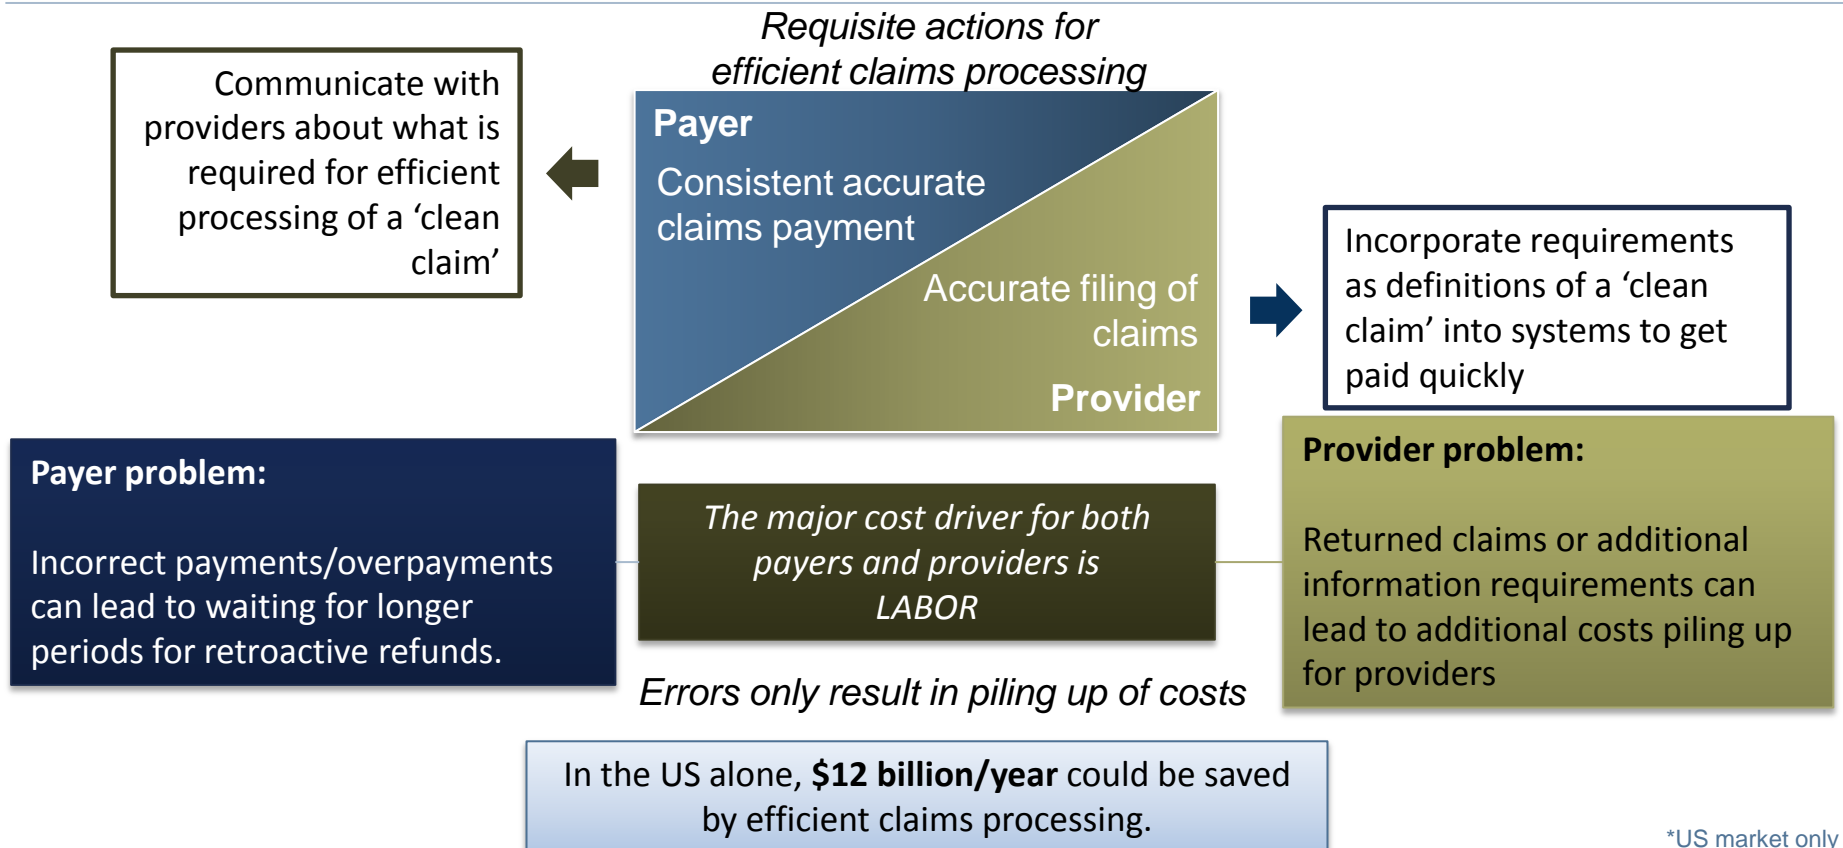 Requisite actions for
efficient claims processing
Communicate with
providers about what is
required for efficient
processing of a ‘clean
claim’
Payer
Consistent accurate
claims payment
Accurate filing of
claims
Provider
Incorporate requirements
as definitions of a ‘clean
claim’ into systems to get
paid quickly
Payer problem:
Incorrect payments/overpayments
can lead to waiting for longer
periods for retroactive refunds.
The major cost driver for both
payers and providers is
LABOR
Provider problem:
Returned claims or additional
information requirements can
lead to additional costs piling up
for providers
Errors only result in piling up of costs
In the US alone, $12 billion/year could be saved
by efficient claims processing.
*US market only